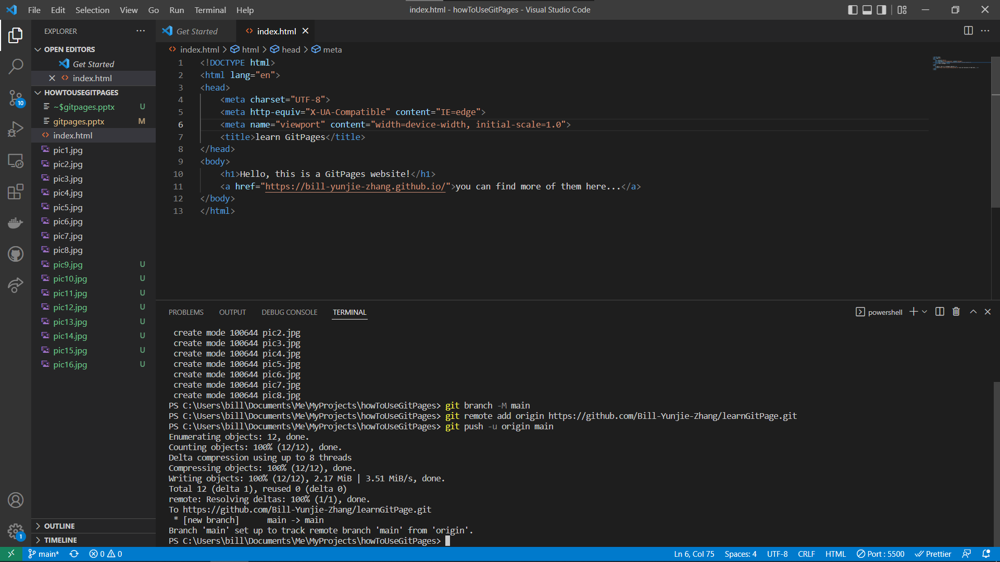 File Edit Selection View Go Run Terminal Help
index.html - howToUseGitPages - Visual Studio Code
EXPLORER
OPEN EDITORS
Get Started
index.html
HOWTOUSEGITPAGES
~$gitpages.pptx U
gitpages.pptx M
index.html
pic1.jpg
pic2.jpg
pic3.jpg
pic4.jpg
pic5.jpg
pic6.jpg
pic7.jpg
pic8.jpg
pic9.jpg U
pic10.jpg U
pic11.jpg U
pic12.jpg U
pic13.jpg U
pic14.jpg U
pic15.jpg U
pic16.jpg U
OUTLINE
TIMELINE
10
1
Get Started index.html
index.html > html > head > meta
1 <!DOCTYPE html>
2 <html lang="en">
3 <head>
4 <meta charset="UTF-8">
5 <meta http-equiv="X-UA-Compatible" content="IE=edge">
6 <meta name="viewport" content="width=device-width, initial-scale=1.0">
7 <title>learn GitPages</title>
8 </head>
9 <body>
10 <h1>Hello, this is a GitPages website!</h1>
11 <a href="https://bill-yunjie-zhang.github.io/">you can find more of them here...</a>
12 </body>
13 </html>
PROBLEMS OUTPUT DEBUG CONSOLE TERMINAL
powershell
create mode 100644 pic2.jpg
create mode 100644 pic3.jpg
create mode 100644 pic4.jpg
create mode 100644 pic5.jpg
create mode 100644 pic6.jpg
create mode 100644 pic7.jpg
create mode 100644 pic8.jpg
PS C:\Users\bill\Documents\Me\MyProjects\howToUseGitPages> git branch -M main
PS C:\Users\bill\Documents\Me\MyProjects\howToUseGitPages> git remote add origin https://github.com/Bill-Yunjie-Zhang/learnGitPage.git
PS C:\Users\bill\Documents\Me\MyProjects\howToUseGitPages> git push -u origin main
Enumerating objects: 12, done.
Counting objects: 100% (12/12), done.
Delta compression using up to 8 threads
Compressing objects: 100% (12/12), done.
Writing objects: 100% (12/12), 2.17 MiB | 3.51 MiB/s, done.
Total 12 (delta 1), reused 0 (delta 0)
remote: Resolving deltas: 100% (1/1), done.
To https://github.com/Bill-Yunjie-Zhang/learnGitPage.git
* [new branch] main -> main
Branch 'main' set up to track remote branch 'main' from 'origin'.
PS C:\Users\bill\Documents\Me\MyProjects\howToUseGitPages>
main* 0 0
Ln 6, Col 75 Spaces: 4 UTF-8 CRLF HTML Port : 5500 Prettier